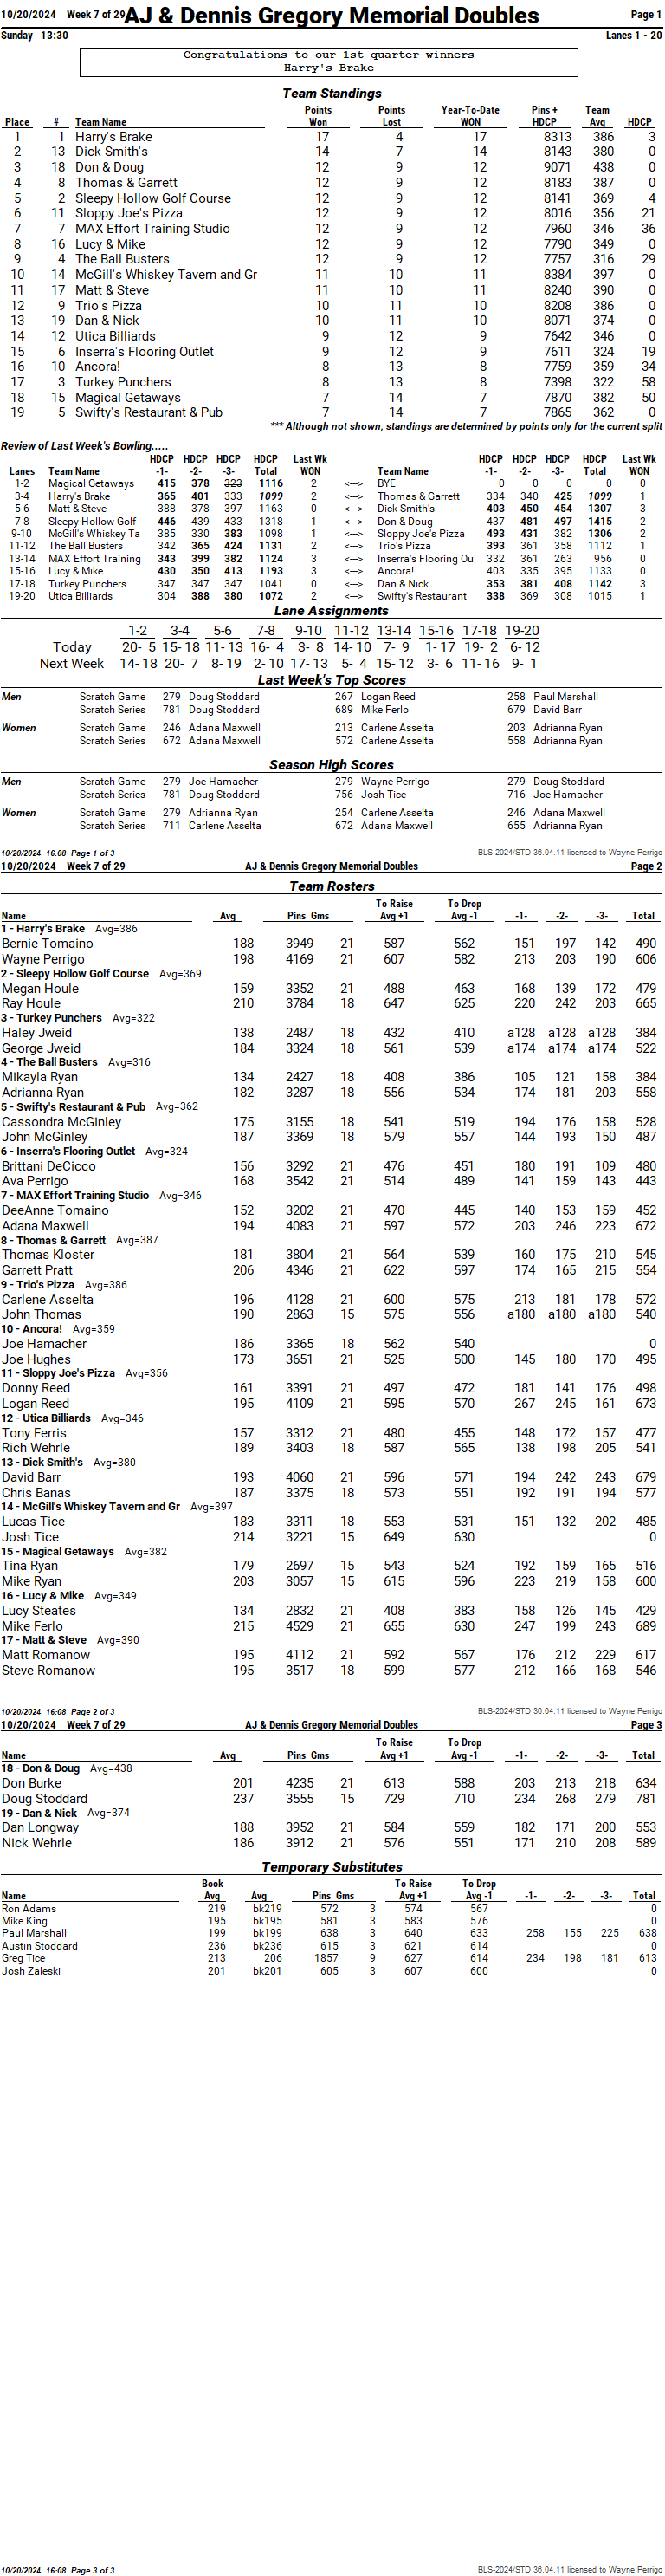 10/20/2024 Week 7 of 29 AJ & Dennis Gregory Memorial Doubles Page 1
Sunday 13:30 Lanes 1 - 20
Congratulations to our 1st quarter winners
Harry's Brake
Team Standings
Points Points Year-To-Date Pins + Team
Place # Team Name Won Lost WON HDCP Avg HDCP
1 1 Harry's Brake 17 4 17 8313 386 3
2 13 Dick Smith's 14 7 14 8143 380 0
3 18 Don & Doug 12 9 12 9071 438 0
4 8 Thomas & Garrett 12 9 12 8183 387 0
5 2 Sleepy Hollow Golf Course 12 9 12 8141 369 4
6 11 Sloppy Joe's Pizza 12 9 12 8016 356 21
7 7 MAX Effort Training Studio 12 9 12 7960 346 36
8 16 Lucy & Mike 12 9 12 7790 349 0
9 4 The Ball Busters 12 9 12 7757 316 29
10 14 McGill's Whiskey Tavern and Gr 11 10 11 8384 397 0
11 17 Matt & Steve 11 10 11 8240 390 0
12 9 Trio's Pizza 10 11 10 8208 386 0
13 19 Dan & Nick 10 11 10 8071 374 0
14 12 Utica Billiards 9 12 9 7642 346 0
15 6 Inserra's Flooring Outlet 9 12 9 7611 324 19
16 10 Ancora! 8 13 8 7759 359 34
17 3 Turkey Punchers 8 13 8 7398 322 58
18 15 Magical Getaways 7 14 7 7870 382 50
19 5 Swifty's Restaurant & Pub 7 14 7 7865 362 0
*** Although not shown, standings are determined by points only for the current split
Review of Last Week's Bowling.....
HDCP HDCP HDCP HDCP Last Wk HDCP HDCP HDCP HDCP Last Wk
Lanes Team Name -1- -2- -3- Total WON Team Name -1- -2- -3- Total WON
1-2 Magical Getaways 415 378 323 1116 2 <---> BYE 0 0 0 0 0
3-4 Harry's Brake 365 401 333 1099 2 <---> Thomas & Garrett 334 340 425 1099 1
5-6 Matt & Steve 388 378 397 1163 0 <---> Dick Smith's 403 450 454 1307 3
7-8 Sleepy Hollow Golf 446 439 433 1318 1 <---> Don & Doug 437 481 497 1415 2
9-10 McGill's Whiskey Ta 385 330 383 1098 1 <---> Sloppy Joe's Pizza 493 431 382 1306 2
11-12 The Ball Busters 342 365 424 1131 2 <---> Trio's Pizza 393 361 358 1112 1
13-14 MAX Effort Training 343 399 382 1124 3 <---> Inserra's Flooring Ou 332 361 263 956 0
15-16 Lucy & Mike 430 350 413 1193 3 <---> Ancora! 403 335 395 1133 0
17-18 Turkey Punchers 347 347 347 1041 0 <---> Dan & Nick 353 381 408 1142 3
19-20 Utica Billiards 304 388 380 1072 2 <---> Swifty's Restaurant 338 369 308 1015 1
Lane Assignments
1-2 3-4 5-6 7-8 9-10 11-12 13-14 15-16 17-18 19-20
Today 20- 5 15- 18 11- 13 16- 4 3- 8 14- 10 7- 9 1- 17 19- 2 6- 12
Next Week 14- 18 20- 7 8- 19 2- 10 17- 13 5- 4 15- 12 3- 6 11- 16 9- 1
Last Week's Top Scores
Men Scratch Game 279 Doug Stoddard 267 Logan Reed 258 Paul Marshall
Scratch Series 781 Doug Stoddard 689 Mike Ferlo 679 David Barr
Women Scratch Game 246 Adana Maxwell 213 Carlene Asselta 203 Adrianna Ryan
Scratch Series 672 Adana Maxwell 572 Carlene Asselta 558 Adrianna Ryan
Season High Scores
Men Scratch Game 279 Joe Hamacher 279 Wayne Perrigo 279 Doug Stoddard
Scratch Series 781 Doug Stoddard 756 Josh Tice 716 Joe Hamacher
Women Scratch Game 279 Adrianna Ryan 254 Carlene Asselta 246 Adana Maxwell
Scratch Series 711 Carlene Asselta 672 Adana Maxwell 655 Adrianna Ryan
10/20/2024 16:08 Page 1 of 3 BLS-2024/STD 36.04.11 licensed to Wayne Perrigo
10/20/2024 Week 7 of 29 AJ & Dennis Gregory Memorial Doubles Page 2
Team Rosters
To Raise To Drop
Name Avg Pins Gms Avg +1 Avg -1 -1- -2- -3- Total
1 - Harry's Brake Avg=386
Bernie Tomaino 188 3949 21 587 562 151 197 142 490
Wayne Perrigo 198 4169 21 607 582 213 203 190 606
2 - Sleepy Hollow Golf Course Avg=369
Megan Houle 159 3352 21 488 463 168 139 172 479
Ray Houle 210 3784 18 647 625 220 242 203 665
3 - Turkey Punchers Avg=322
Haley Jweid 138 2487 18 432 410 a128 a128 a128 384
George Jweid 184 3324 18 561 539 a174 a174 a174 522
4 - The Ball Busters Avg=316
Mikayla Ryan 134 2427 18 408 386 105 121 158 384
Adrianna Ryan 182 3287 18 556 534 174 181 203 558
5 - Swifty's Restaurant & Pub Avg=362
Cassondra McGinley 175 3155 18 541 519 194 176 158 528
John McGinley 187 3369 18 579 557 144 193 150 487
6 - Inserra's Flooring Outlet Avg=324
Brittani DeCicco 156 3292 21 476 451 180 191 109 480
Ava Perrigo 168 3542 21 514 489 141 159 143 443
7 - MAX Effort Training Studio Avg=346
DeeAnne Tomaino 152 3202 21 470 445 140 153 159 452
Adana Maxwell 194 4083 21 597 572 203 246 223 672
8 - Thomas & Garrett Avg=387
Thomas Kloster 181 3804 21 564 539 160 175 210 545
Garrett Pratt 206 4346 21 622 597 174 165 215 554
9 - Trio's Pizza Avg=386
Carlene Asselta 196 4128 21 600 575 213 181 178 572
John Thomas 190 2863 15 575 556 a180 a180 a180 540
10 - Ancora! Avg=359
Joe Hamacher 186 3365 18 562 540 0
Joe Hughes 173 3651 21 525 500 145 180 170 495
11 - Sloppy Joe's Pizza Avg=356
Donny Reed 161 3391 21 497 472 181 141 176 498
Logan Reed 195 4109 21 595 570 267 245 161 673
12 - Utica Billiards Avg=346
Tony Ferris 157 3312 21 480 455 148 172 157 477
Rich Wehrle 189 3403 18 587 565 138 198 205 541
13 - Dick Smith's Avg=380
David Barr 193 4060 21 596 571 194 242 243 679
Chris Banas 187 3375 18 573 551 192 191 194 577
14 - McGill's Whiskey Tavern and Gr Avg=397
Lucas Tice 183 3311 18 553 531 151 132 202 485
Josh Tice 214 3221 15 649 630 0
15 - Magical Getaways Avg=382
Tina Ryan 179 2697 15 543 524 192 159 165 516
Mike Ryan 203 3057 15 615 596 223 219 158 600
16 - Lucy & Mike Avg=349
Lucy Steates 134 2832 21 408 383 158 126 145 429
Mike Ferlo 215 4529 21 655 630 247 199 243 689
17 - Matt & Steve Avg=390
Matt Romanow 195 4112 21 592 567 176 212 229 617
Steve Romanow 195 3517 18 599 577 212 166 168 546
10/20/2024 16:08 Page 2 of 3 BLS-2024/STD 36.04.11 licensed to Wayne Perrigo
10/20/2024 Week 7 of 29 AJ & Dennis Gregory Memorial Doubles Page 3
To Raise To Drop
Name Avg Pins Gms Avg +1 Avg -1 -1- -2- -3- Total
18 - Don & Doug Avg=438
Don Burke 201 4235 21 613 588 203 213 218 634
Doug Stoddard 237 3555 15 729 710 234 268 279 781
19 - Dan & Nick Avg=374
Dan Longway 188 3952 21 584 559 182 171 200 553
Nick Wehrle 186 3912 21 576 551 171 210 208 589
Temporary Substitutes
Book To Raise To Drop
Name Avg Avg Pins Gms Avg +1 Avg -1 -1- -2- -3- Total
Ron Adams 219 bk219 572 3 574 567 0
Mike King 195 bk195 581 3 583 576 0
Paul Marshall 199 bk199 638 3 640 633 258 155 225 638
Austin Stoddard 236 bk236 615 3 621 614 0
Greg Tice 213 206 1857 9 627 614 234 198 181 613
Josh Zaleski 201 bk201 605 3 607 600 0
10/20/2024 16:08 Page 3 of 3 BLS-2024/STD 36.04.11 licensed to Wayne Perrigo